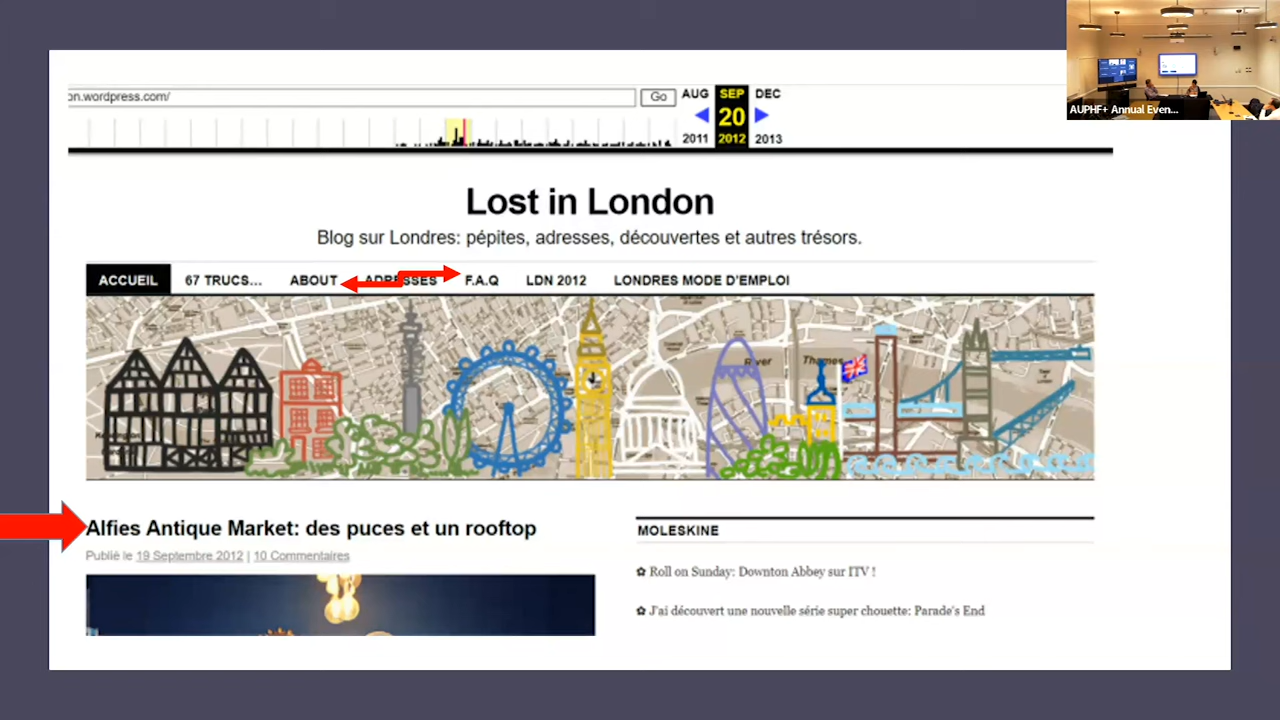 on.wordpress.com/
Go
AUG SEP DEC
20
2011 2012 2013
AUPHF+ Annual Even...
Lost in London
Blog sur Londres: pépites, adresses, découvertes et autres trésors.
ACCUEIL 67 TRUCS... ABOUT ADRESSES F.A.Q LDN 2012 LONDRES MODE D'EMPLOI
River Thames
Alfies Antique Market: des puces et un rooftop
Publié le 19 Septembre 2012 | 10 Commentaires
MOLESKINE
✿ Roll on Sunday: Downton Abbey sur ITV !
✿ J'ai découvert une nouvelle série super chouette: Parade's End